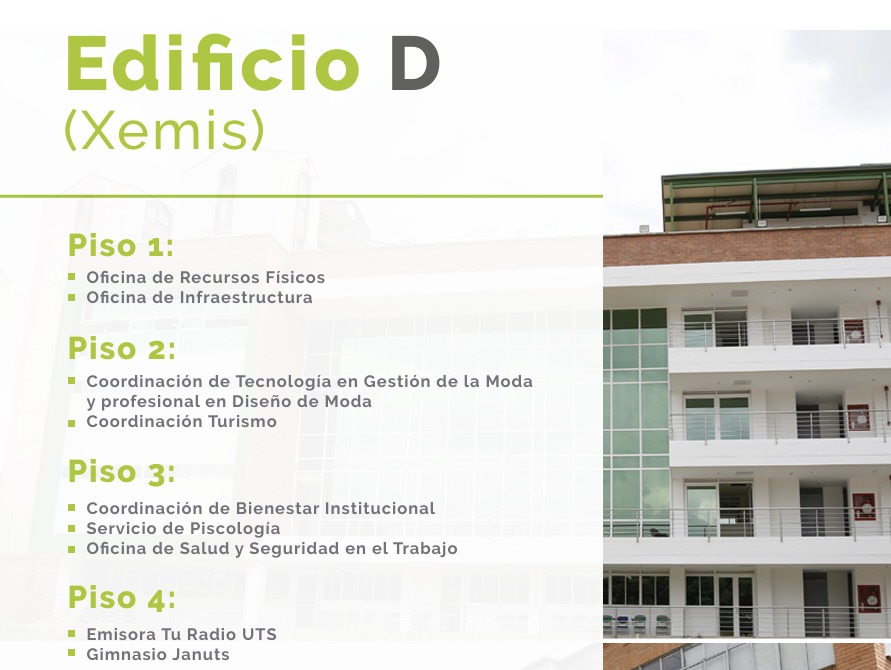 Edificio D
(Xemis)
Piso 1:
Oficina de Recursos Físicos
Oficina de Infraestructura
Piso 2:
Coordinación de Tecnología en Gestión de la Moda
y profesional en Diseño de Moda
Coordinación Turismo
Piso 3:
Coordinación de Bienestar Institucional
Servicio de Piscología
Oficina de Salud y Seguridad en el Trabajo
Piso 4:
Emisora Tu Radio UTS
Gimnasio Januts